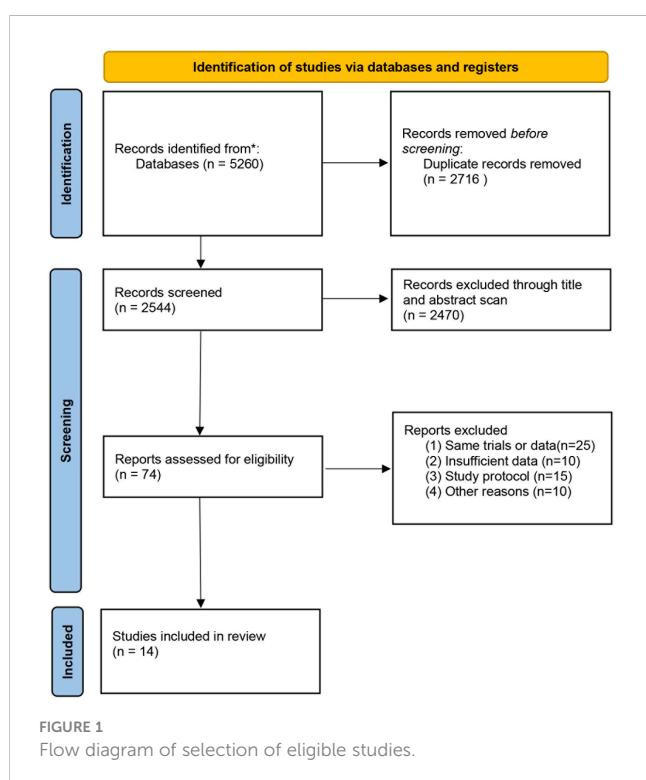 Identification of studies via databases and registers
Identification
Records identified from*:
Databases (n = 5260)
Records removed before
screening:
Duplicate records removed
(n = 2716 )
Screening
Records screened
(n = 2544)
Records excluded through title
and abstract scan
(n = 2470)
Reports assessed for eligibility
(n = 74)
Reports excluded
(1) Same trials or data(n=25)
(2) Insufficient data (n=10)
(3) Study protocol (n=15)
(4) Other reasons (n=10)
Included
Studies included in review
(n = 14)
FIGURE 1
Flow diagram of selection of eligible studies.